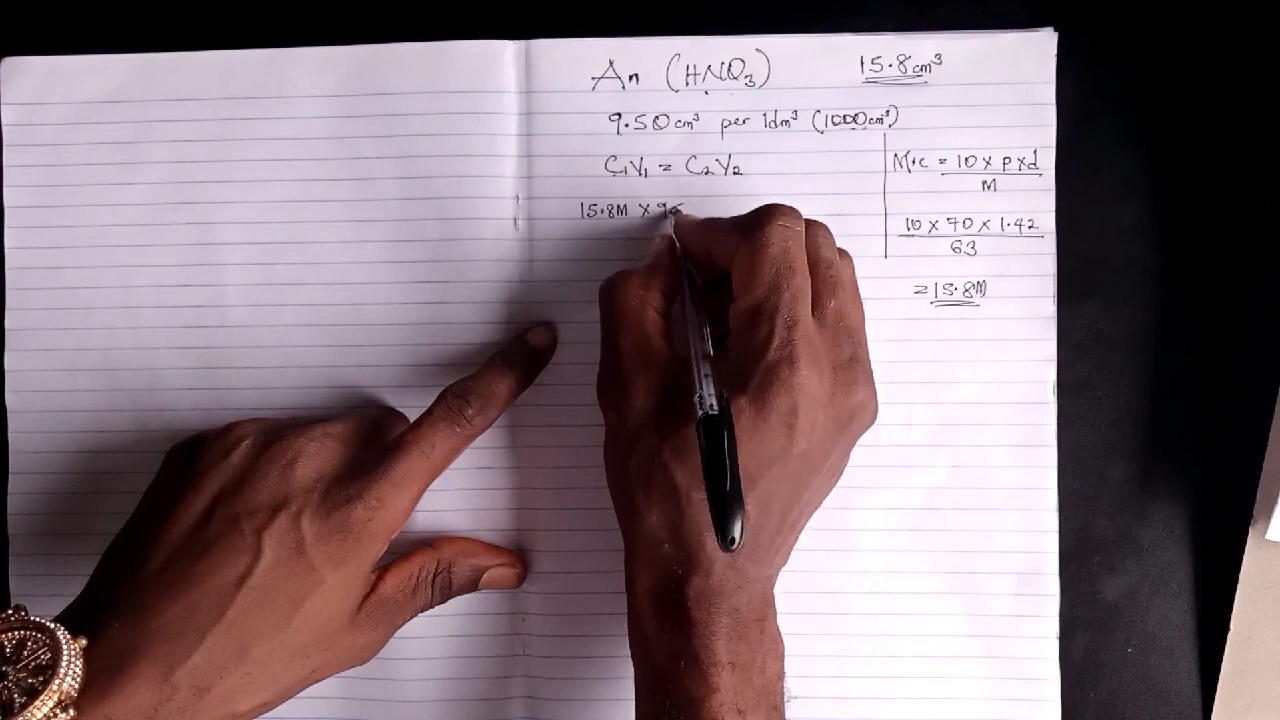 An (HNO₃) 15.8cm³
9.50cm³ per 1dm³ (1000cm³)
C₁V₁ = C₂V₂
15.8M × 9
M·c = 10 × P × d
M
10 × 70 × 1.42
63
= 15.8M